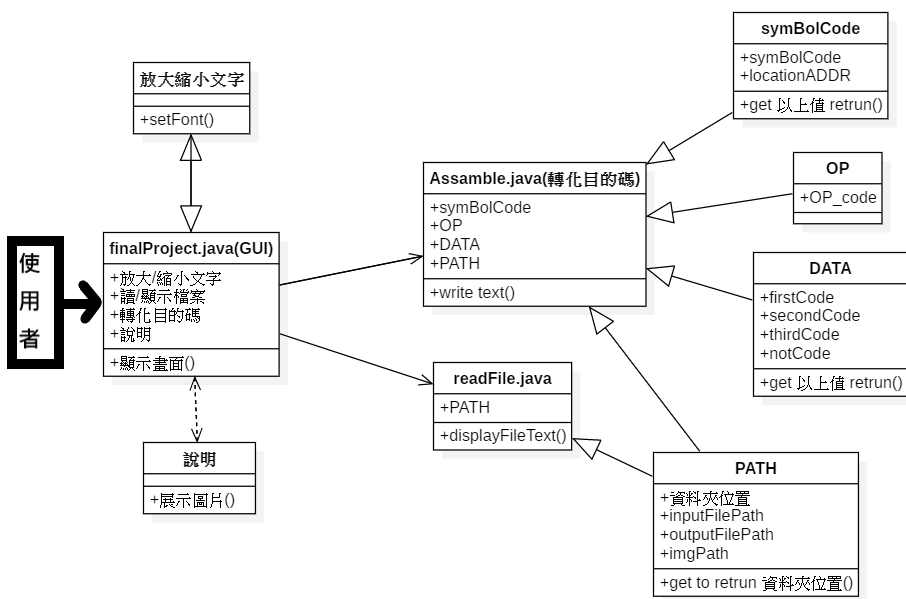 使
用
者
放大縮小文字
+setFont()
finalProject.java(GUI)
+放大/縮小文字
+讀/顯示檔案
+轉化目的碼
+說明
+顯示畫面()
說明
+展示圖片()
Assamble.java(轉化目的碼)
+symBolCode
+OP
+DATA
+PATH
+write text()
readFile.java
+PATH
+displayFileText()
symBolCode
+symBolCode
+locationADDR
+get 以上值 retrun()
OP
+OP_code
DATA
+firstCode
+secondCode
+thirdCode
+notCode
+get 以上值 retrun()
PATH
+資料夾位置
+inputFilePath
+outputFilePath
+imgPath
+get to retrun 資料夾位置()